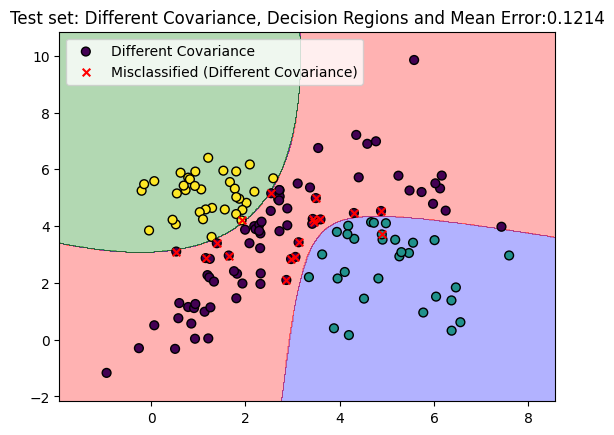 Test set: Different Covariance, Decision Regions and Mean Error:0.1214
Different Covariance
Misclassified (Different Covariance)
10
8
6
4
2
0
−2
0 2 4 6 8